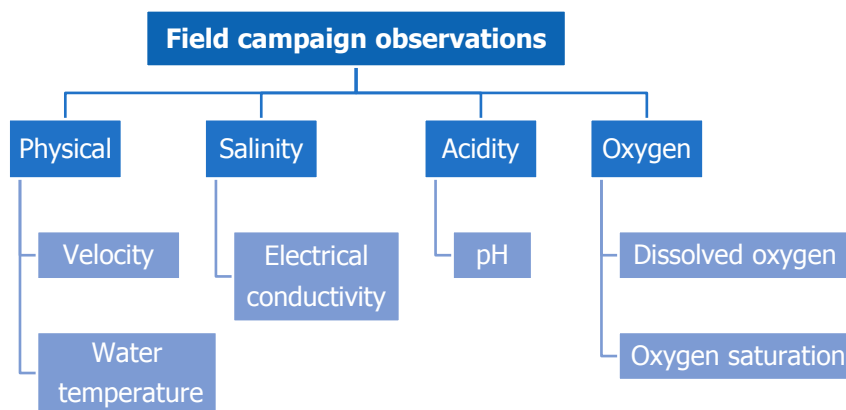 Field campaign observations
Physical
Salinity
Acidity
Oxygen
Velocity
Water
temperature
Electrical
conductivity
pH
Dissolved oxygen
Oxygen saturation